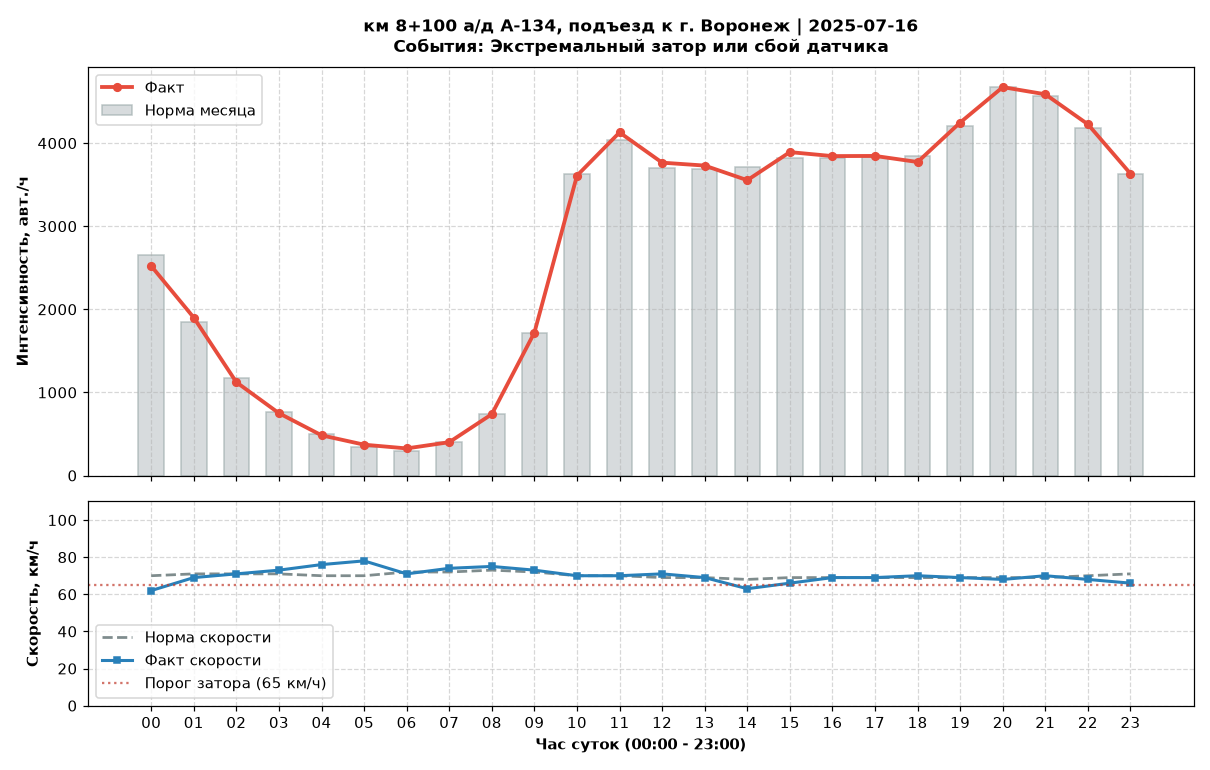 км 8+100 а/д А-134, подъезд к г. Воронеж | 2025-07-16
События: Экстремальный затор или сбой датчика
Факт
Норма месяца
Интенсивность, авт./ч
4000
3000
2000
1000
0
Скорость, км/ч
100
80
60
40
20
0
Норма скорости
Факт скорости
Порог затора (65 км/ч)
00 01 02 03 04 05 06 07 08 09 10 11 12 13 14 15 16 17 18 19 20 21 22 23
Час суток (00:00 - 23:00)